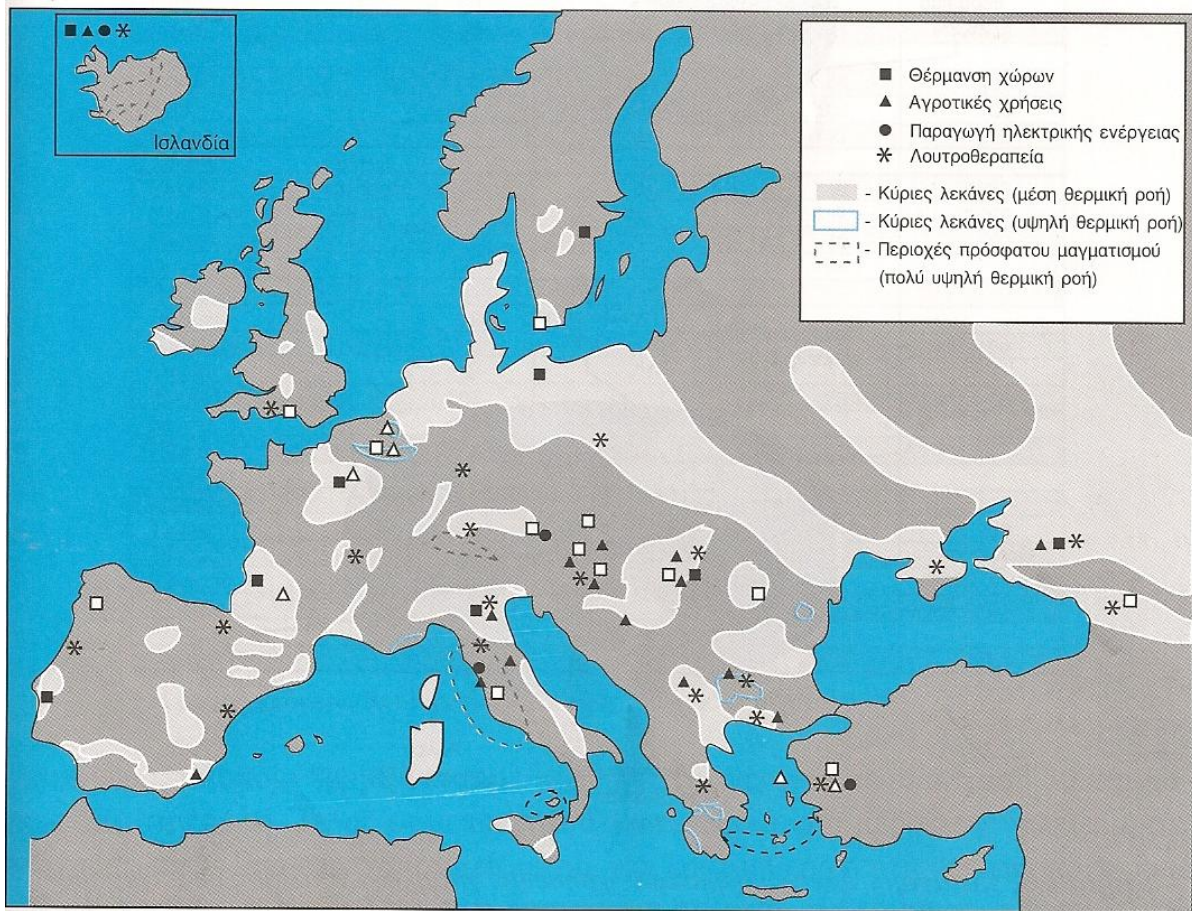 Ισλανδία
Θέρμανση χώρων
Αγροτικές χρήσεις
Παραγωγή ηλεκτρικής ενέργειας
Λουτροθεραπεία
- Κύριες λεκάνες (μέση θερμική ροή)
- Κύριες λεκάνες (υψηλή θερμική ροή)
- Περιοχές πρόσφατου μαγματισμού
(πολύ υψηλή θερμική ροή)